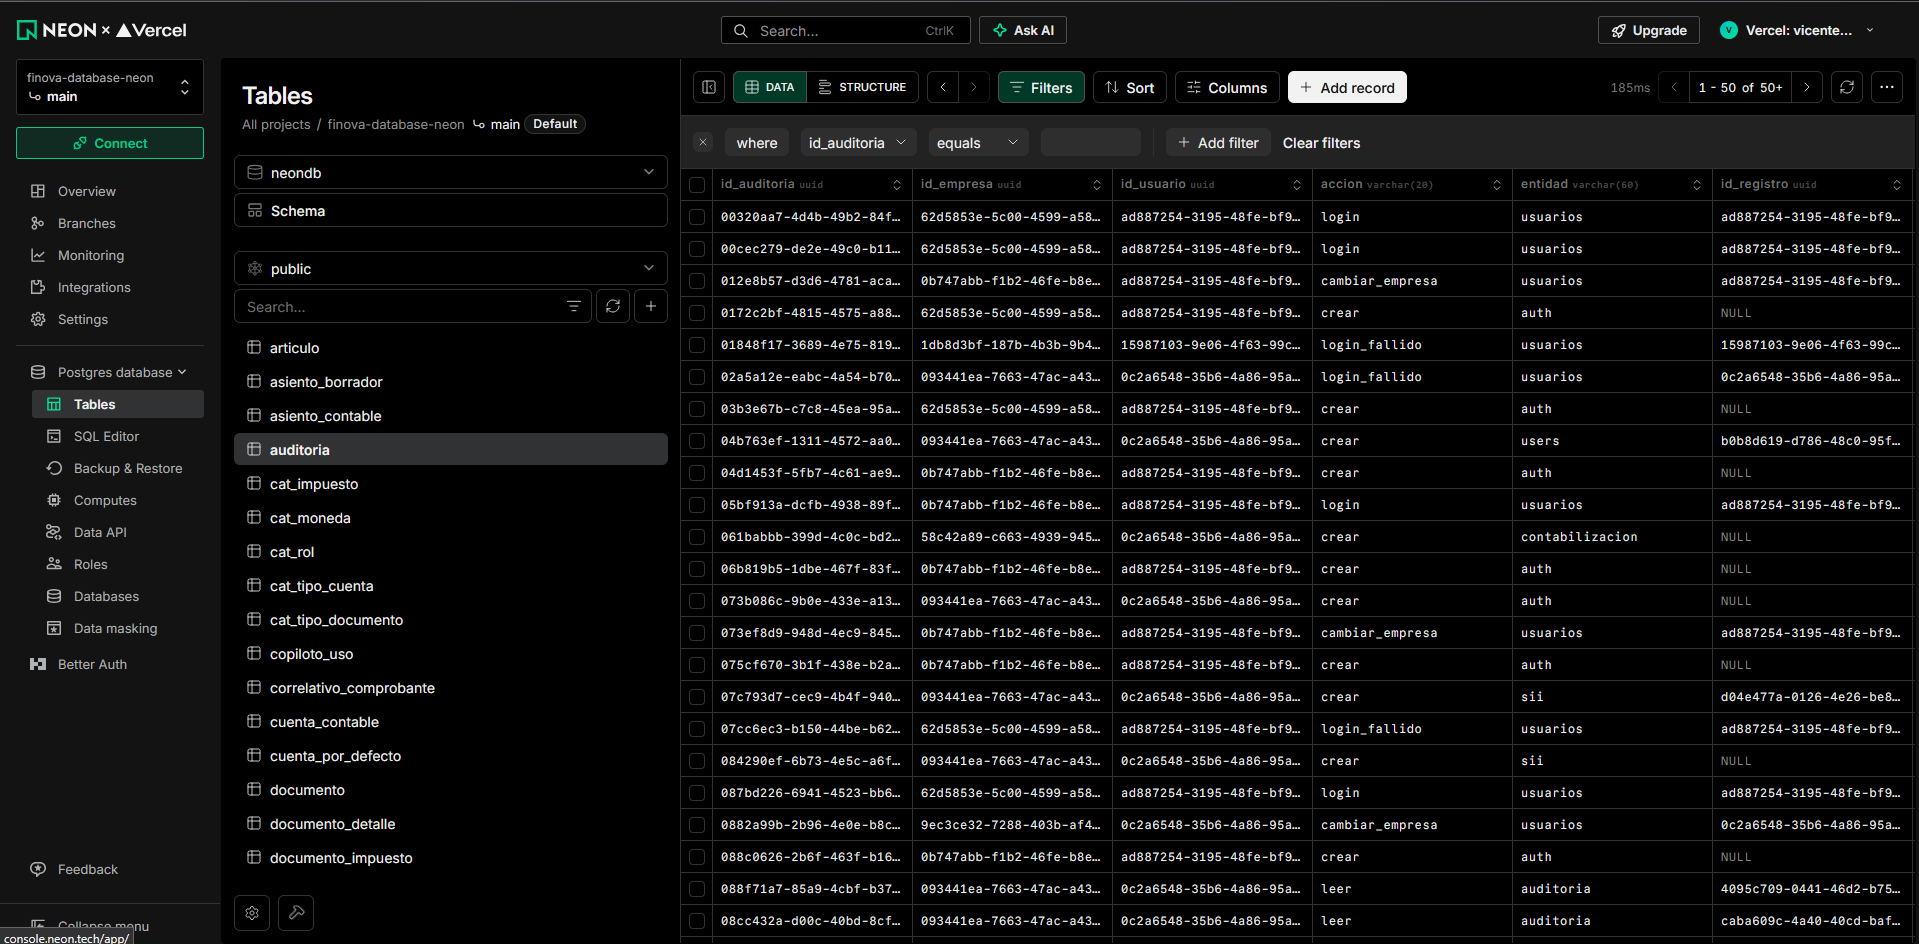 NEON × Vercel
Search... CtrlK
Ask AI
Upgrade
V Vercel: vicente...
finova-database-neon
main
Connect
Overview
Branches
Monitoring
Integrations
Settings
Postgres database
Tables
SQL Editor
Backup & Restore
Computes
Data API
Roles
Databases
Data masking
Better Auth
Feedback
Collapse menu
console.neon.tech/app/
Tables
All projects / finova-database-neon main Default
neondb
Schema
public
Search...
articulo
asiento_borrador
asiento_contable
auditoria
cat_impuesto
cat_moneda
cat_rol
cat_tipo_cuenta
cat_tipo_documento
copiloto_uso
correlativo_comprobante
cuenta_contable
cuenta_por_defecto
documento
documento_detalle
documento_impuesto
DATA STRUCTURE Filters Sort Columns + Add record 185ms 1 - 50 of 50+
where id_auditoria equals + Add filter Clear filters
id_auditoria uuid id_empresa uuid id_usuario uuid accion varchar(20) entidad varchar(60) id_registro uuid
00320aa7-4d4b-49b2-84f… 62d5853e-5c00-4599-a58… ad887254-3195-48fe-bf9… login usuarios ad887254-3195-48fe-bf9…
00cec279-de2e-49c0-b11… 62d5853e-5c00-4599-a58… ad887254-3195-48fe-bf9… login usuarios ad887254-3195-48fe-bf9…
012e8b57-d3d6-4781-aca… 0b747abb-f1b2-46fe-b8e… ad887254-3195-48fe-bf9… cambiar_empresa usuarios ad887254-3195-48fe-bf9…
0172c2bf-4815-4575-a88… 62d5853e-5c00-4599-a58… ad887254-3195-48fe-bf9… crear auth NULL
01848f17-3689-4e75-819… 1db8d3bf-187b-4b3b-9b4… 15987103-9e06-4f63-99c… login_fallido usuarios 15987103-9e06-4f63-99c…
02a5a12e-eabc-4a54-b70… 093441ea-7663-47ac-a43… 0c2a6548-35b6-4a86-95a… login_fallido usuarios 0c2a6548-35b6-4a86-95a…
03b3e67b-c7c8-45ea-95a… 62d5853e-5c00-4599-a58… ad887254-3195-48fe-bf9… crear auth NULL
04b763ef-1311-4572-aa0… 093441ea-7663-47ac-a43… 0c2a6548-35b6-4a86-95a… crear users b0b8d619-d786-48c0-95f…
04d1453f-5fb7-4c61-ae9… 0b747abb-f1b2-46fe-b8e… ad887254-3195-48fe-bf9… crear auth NULL
05bf913a-dcfb-4938-89f… 0b747abb-f1b2-46fe-b8e… ad887254-3195-48fe-bf9… login usuarios ad887254-3195-48fe-bf9…
061babbb-399d-4c0c-bd2… 58c42a89-c663-4939-945… 0c2a6548-35b6-4a86-95a… crear contabilizacion NULL
06b819b5-1dbe-467f-83f… 0b747abb-f1b2-46fe-b8e… ad887254-3195-48fe-bf9… crear auth NULL
073b086c-9b0e-433e-a13… 093441ea-7663-47ac-a43… 0c2a6548-35b6-4a86-95a… crear auth NULL
073ef8d9-948d-4ec9-845… 0b747abb-f1b2-46fe-b8e… ad887254-3195-48fe-bf9… cambiar_empresa usuarios ad887254-3195-48fe-bf9…
075cf670-3b1f-438e-b2a… 0b747abb-f1b2-46fe-b8e… ad887254-3195-48fe-bf9… crear auth NULL
07c793d7-cec9-4b4f-940… 093441ea-7663-47ac-a43… 0c2a6548-35b6-4a86-95a… crear sii d04e477a-0126-4e26-be8…
07cc6ec3-b150-44be-b62… 62d5853e-5c00-4599-a58… ad887254-3195-48fe-bf9… login_fallido usuarios ad887254-3195-48fe-bf9…
084290ef-6b73-4e5c-a6f… 093441ea-7663-47ac-a43… 0c2a6548-35b6-4a86-95a… crear sii NULL
087bd226-6941-4523-bb6… 62d5853e-5c00-4599-a58… ad887254-3195-48fe-bf9… login usuarios ad887254-3195-48fe-bf9…
0882a99b-2b96-4e0e-b8c… 9ec3ce32-7288-403b-af4… 0c2a6548-35b6-4a86-95a… cambiar_empresa usuarios 0c2a6548-35b6-4a86-95a…
088c0626-2b6f-463f-b16… 0b747abb-f1b2-46fe-b8e… ad887254-3195-48fe-bf9… crear auth NULL
088f71a7-85a9-4cbf-b37… 093441ea-7663-47ac-a43… 0c2a6548-35b6-4a86-95a… leer auditoria 4095c709-0441-46d2-b75…
08cc432a-d00c-40bd-8cf… 093441ea-7663-47ac-a43… 0c2a6548-35b6-4a86-95a… leer auditoria caba609c-4a40-40cd-baf…